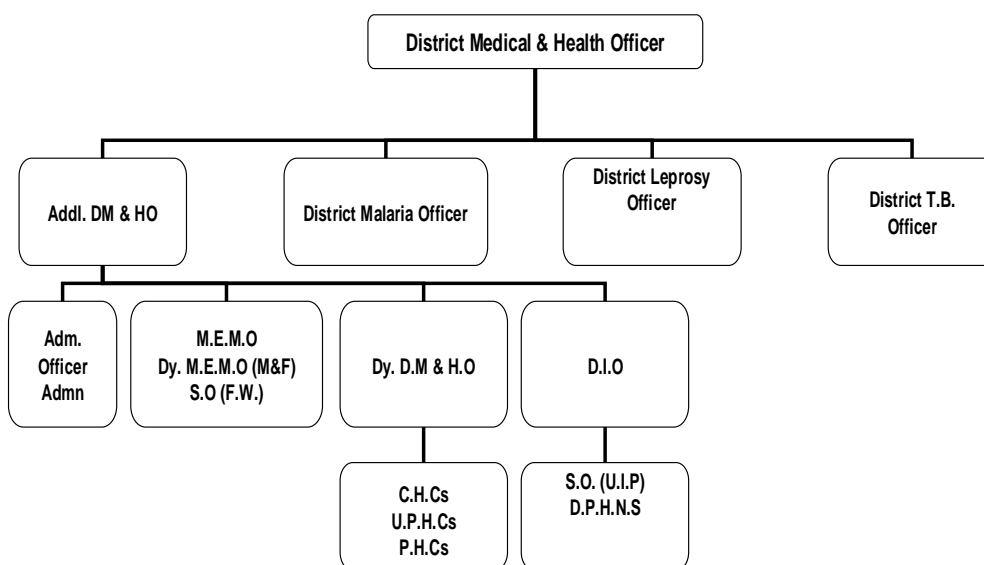 District Medical & Health Officer
Addl. DM & HO
District Malaria Officer
District Leprosy
Officer
District T.B.
Officer
Adm.
Officer
Admn
M.E.M.O
Dy. M.E.M.O (M&F)
S.O (F.W.)
Dy. D.M & H.O
D.I.O
C.H.Cs
U.P.H.Cs
P.H.Cs
S.O. (U.I.P)
D.P.H.N.S